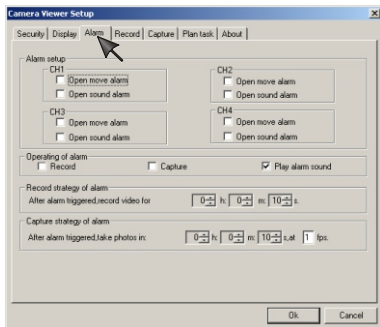 Camera Viewer Setup
Security Display Alarm Record Capture Plan task About
Alarm setup
CH1
Open move alarm
Open sound alarm
CH2
Open move alarm
Open sound alarm
CH3
Open move alarm
Open sound alarm
CH4
Open move alarm
Open sound alarm
Operating of alarm
Record Capture Play alarm sound
Record strategy of alarm
After alarm triggered,record video for 0 h: 0 m: 10 s.
Capture strategy of alarm
After alarm triggered,take photos in: 0 h: 0 m: 10 s,at 1 fps.
Ok Cancel